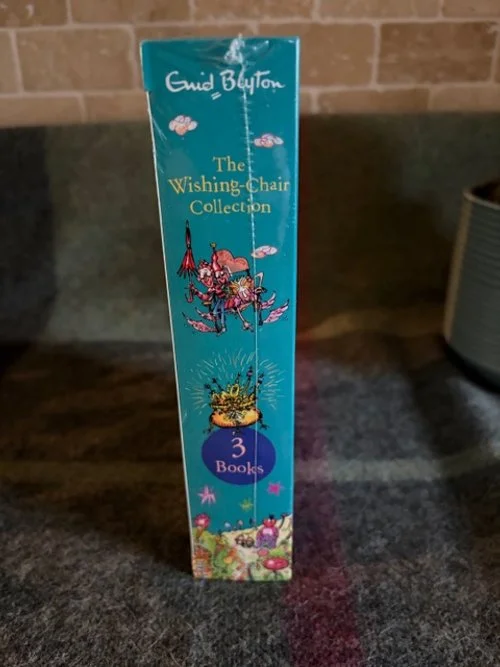 Enid Blyton
The
Wishing-Chair
Collection
3
Books